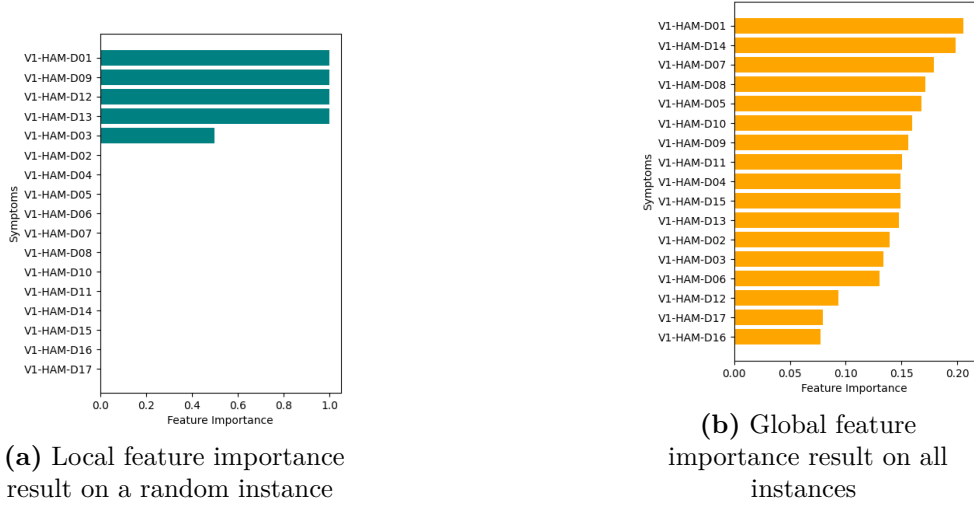 V1-HAM-D01
V1-HAM-D09
V1-HAM-D12
V1-HAM-D13
V1-HAM-D03
V1-HAM-D02
V1-HAM-D04
V1-HAM-D05
V1-HAM-D06
V1-HAM-D07
V1-HAM-D08
V1-HAM-D10
V1-HAM-D11
V1-HAM-D14
V1-HAM-D15
V1-HAM-D16
V1-HAM-D17
Symptoms
0.0 0.2 0.4 0.6 0.8 1.0
Feature Importance
(a) Local feature importance
result on a random instance
V1-HAM-D01
V1-HAM-D14
V1-HAM-D07
V1-HAM-D08
V1-HAM-D05
V1-HAM-D10
V1-HAM-D09
V1-HAM-D11
V1-HAM-D04
V1-HAM-D15
V1-HAM-D13
V1-HAM-D02
V1-HAM-D03
V1-HAM-D06
V1-HAM-D12
V1-HAM-D17
V1-HAM-D16
Symptoms
0.00 0.05 0.10 0.15 0.20
Feature Importance
(b) Global feature
importance result on all
instances